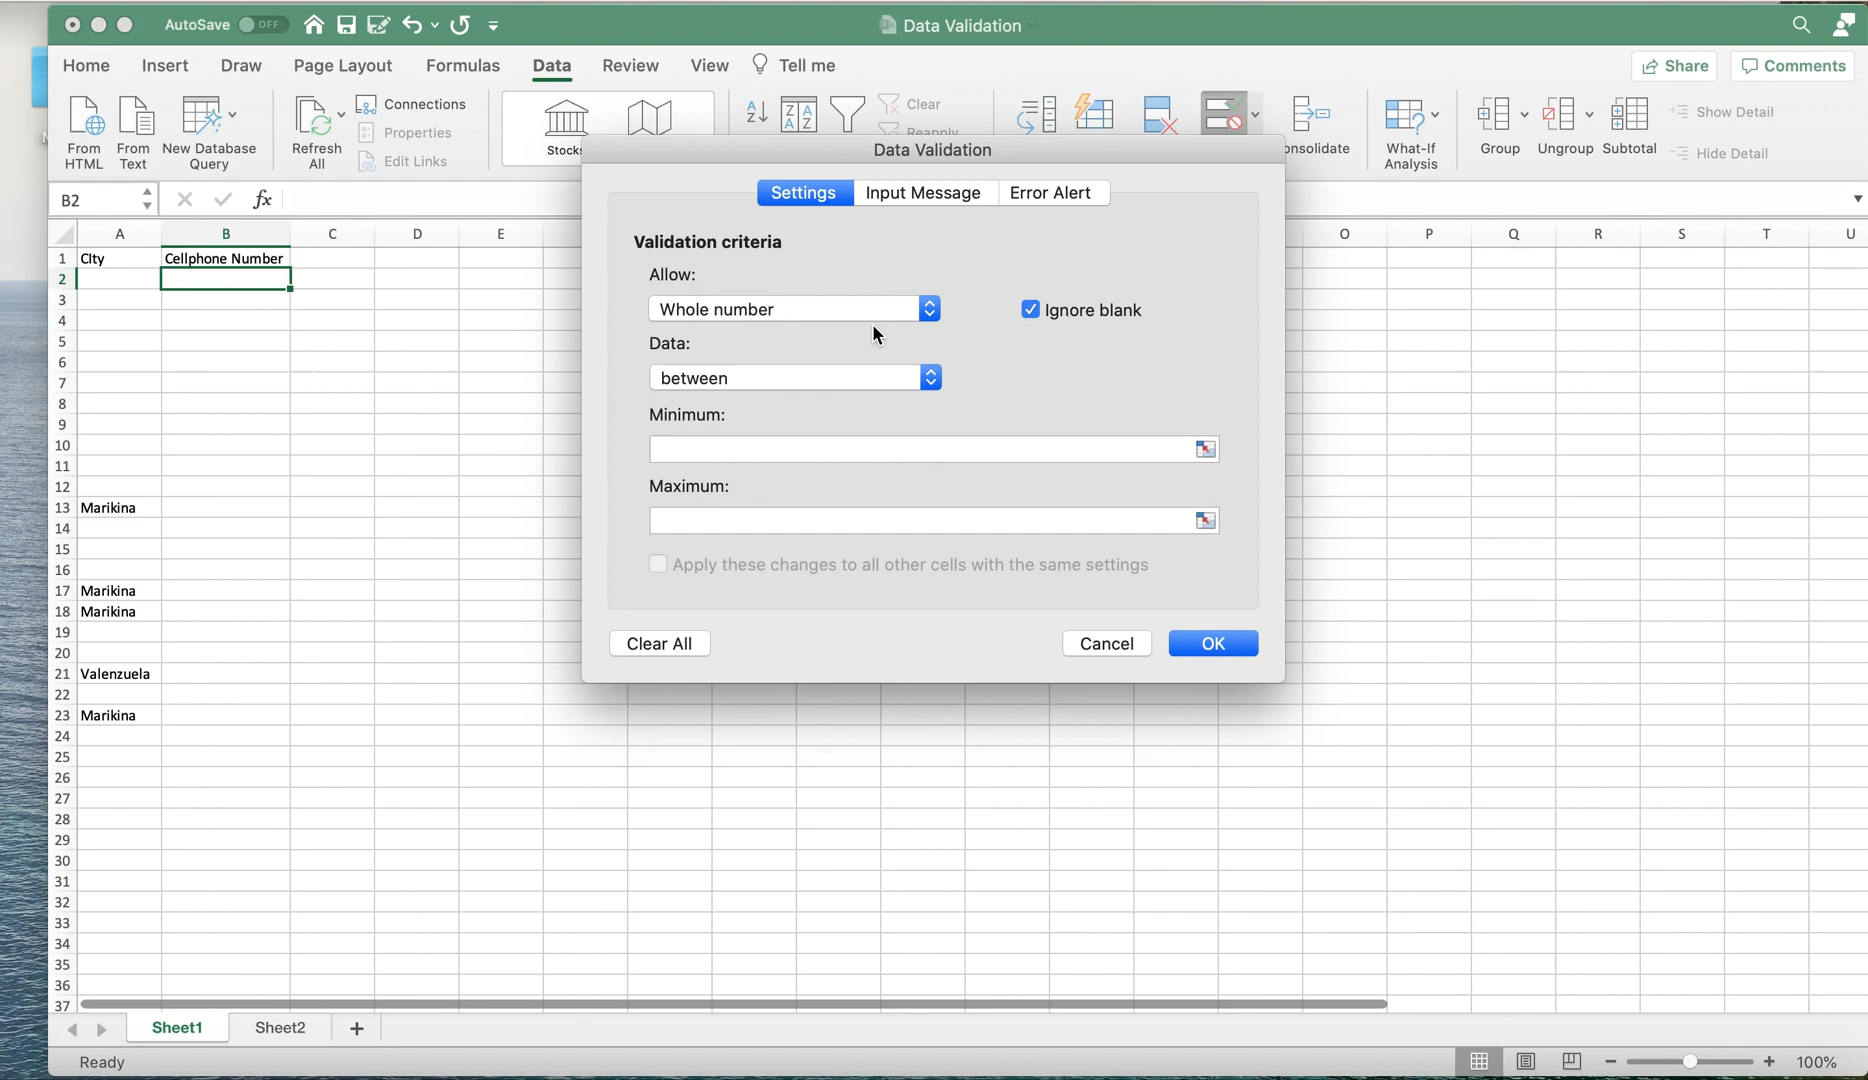 AutoSave OFF Data Validation
Home Insert Draw Page Layout Formulas Data Review View Tell me Share Comments
From HTML
From Text
New Database Query
Refresh All
Connections
Properties
Edit Links
Stocks
Clear
Reapply
onsolidate
What-If Analysis
Group
Ungroup
Subtotal
Show Detail
Hide Detail
B2 fx
Data Validation
Settings Input Message Error Alert
Validation criteria
Allow:
Whole number Ignore blank
Data:
between
Minimum:
Maximum:
Apply these changes to all other cells with the same settings
Clear All Cancel OK
A B C D E O P Q R S T U
1 CIty Cellphone Number
2
3
4
5
6
7
8
9
10
11
12
13 Marikina
14
15
16
17 Marikina
18 Marikina
19
20
21 Valenzuela
22
23 Marikina
24
25
26
27
28
29
30
31
32
33
34
35
36
37
Sheet1 Sheet2 +
Ready 100%